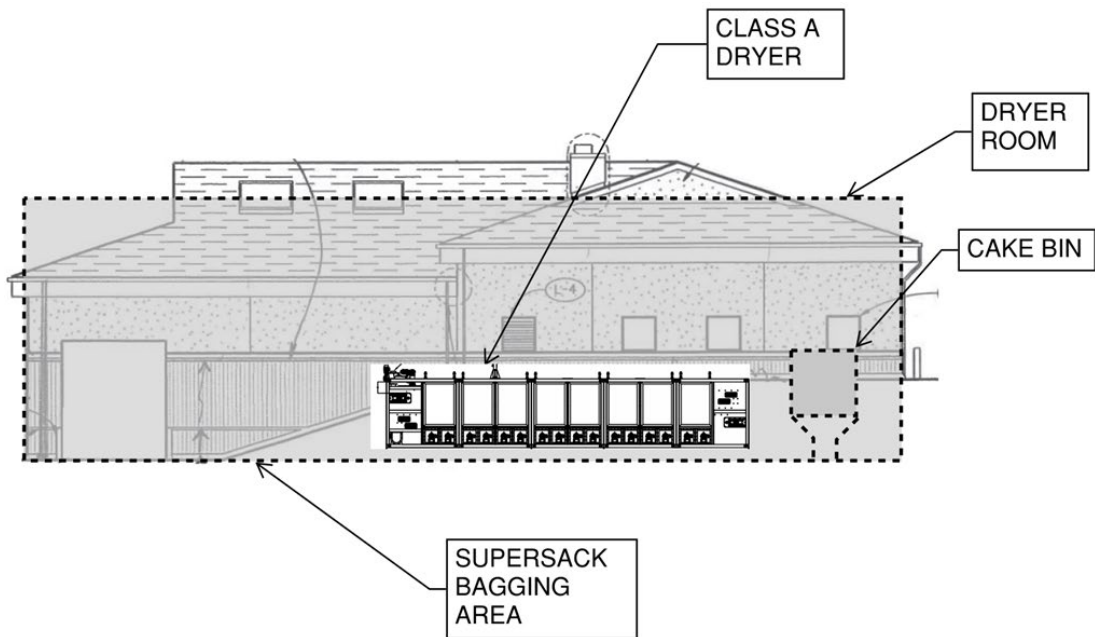 CLASS A
DRYER
DRYER
ROOM
CAKE BIN
L-4
SUPERSACK
BAGGING
AREA